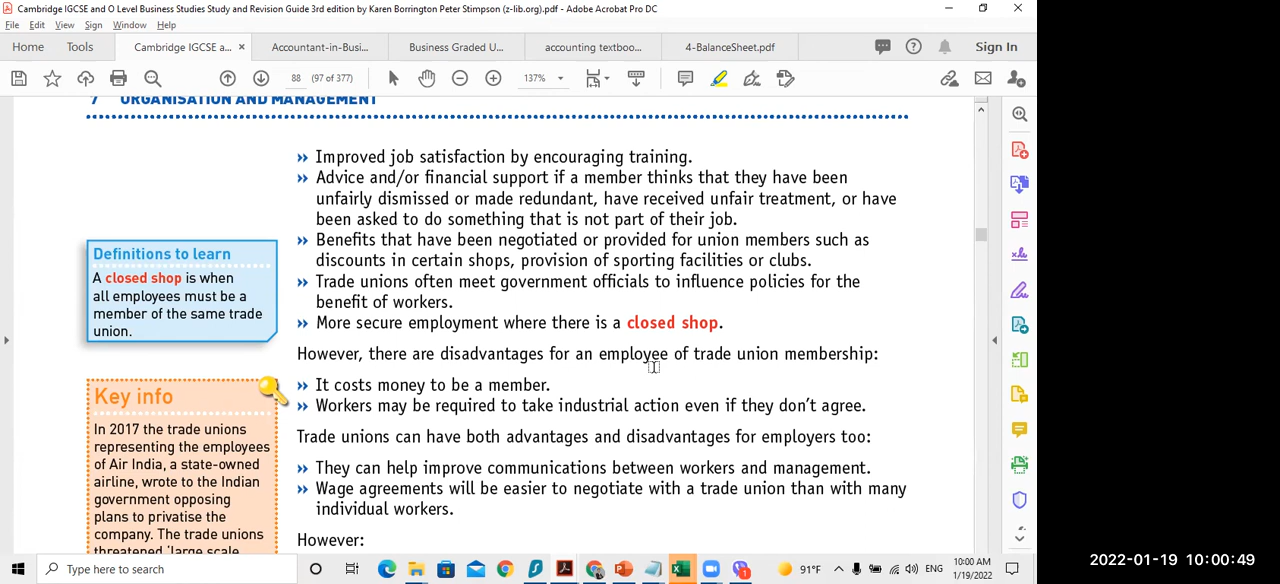 Cambridge IGCSE and O Level Business Studies Study and Revision Guide 3rd edition by Karen Borrington Peter Stimpson (z-lib.org).pdf - Adobe Acrobat Pro DC
File Edit View Sign Window Help
Home Tools Cambridge IGCSE a... × Accountant-in-Busi... Business Graded U... accounting textboo... 4-BalanceSheet.pdf Sign In
88 (97 of 377) 137%
7 ORGANISATION AND MANAGEMENT
›› Improved job satisfaction by encouraging training.
›› Advice and/or financial support if a member thinks that they have been
unfairly dismissed or made redundant, have received unfair treatment, or have
been asked to do something that is not part of their job.
›› Benefits that have been negotiated or provided for union members such as
discounts in certain shops, provision of sporting facilities or clubs.
›› Trade unions often meet government officials to influence policies for the
benefit of workers.
›› More secure employment where there is a closed shop.
However, there are disadvantages for an employee of trade union membership:
›› It costs money to be a member.
›› Workers may be required to take industrial action even if they don't agree.
Trade unions can have both advantages and disadvantages for employers too:
›› They can help improve communications between workers and management.
›› Wage agreements will be easier to negotiate with a trade union than with many
individual workers.
However:
Definitions to learn
A closed shop is when
all employees must be a
member of the same trade
union.
Key info
In 2017 the trade unions
representing the employees
of Air India, a state-owned
airline, wrote to the Indian
government opposing
plans to privatise the
company. The trade unions
threatened 'large scale
Type here to search
91°F ENG 10:00 AM
1/19/2022
2022-01-19 10:00:49